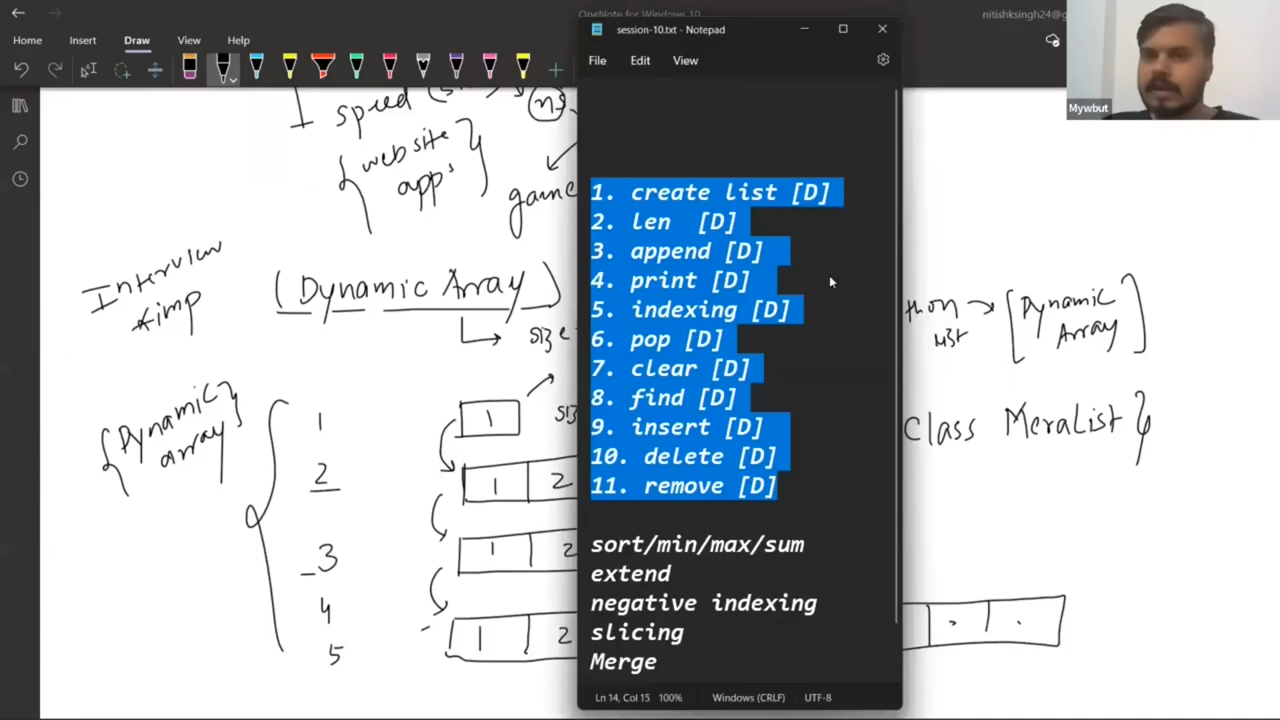 OneNote for Windows 10
nitishksingh24@g
Home Insert Draw View Help
session-10.txt - Notepad
File Edit View
Mywbut
1. create list [D]
2. len [D]
3. append [D]
4. print [D]
5. indexing [D]
6. pop [D]
7. clear [D]
8. find [D]
9. insert [D]
10. delete [D]
11. remove [D]
sort/min/max/sum
extend
negative indexing
slicing
Merge
Ln 14, Col 15 100% Windows (CRLF) UTF-8
speed
(ns)
{website
apps}
game
Interview
imp
(Dynamic Array)
size
{Dynamic
array}
1
2
3
4
5
1
1 2
1 2
1 2
thon
list
[Dynamic
Array]
Class MeraList }